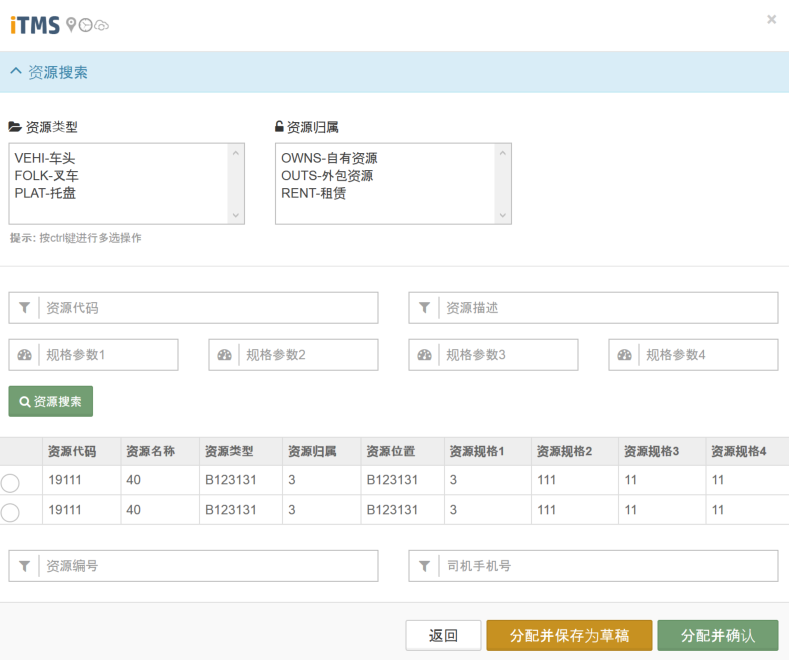 iTMS
×
资源搜索
资源类型
资源归属
VEHI-车头
FOLK-叉车
PLAT-托盘
OWNS-自有资源
OUTS-外包资源
RENT-租赁
提示: 按ctrl键进行多选操作
资源代码
资源描述
规格参数1
规格参数2
规格参数3
规格参数4
资源搜索
资源代码 资源名称 资源类型 资源归属 资源位置 资源规格1 资源规格2 资源规格3 资源规格4
19111 40 B123131 3 B123131 3 111 11 11
19111 40 B123131 3 B123131 3 111 11 11
资源编号
司机手机号
返回
分配并保存为草稿
分配并确认